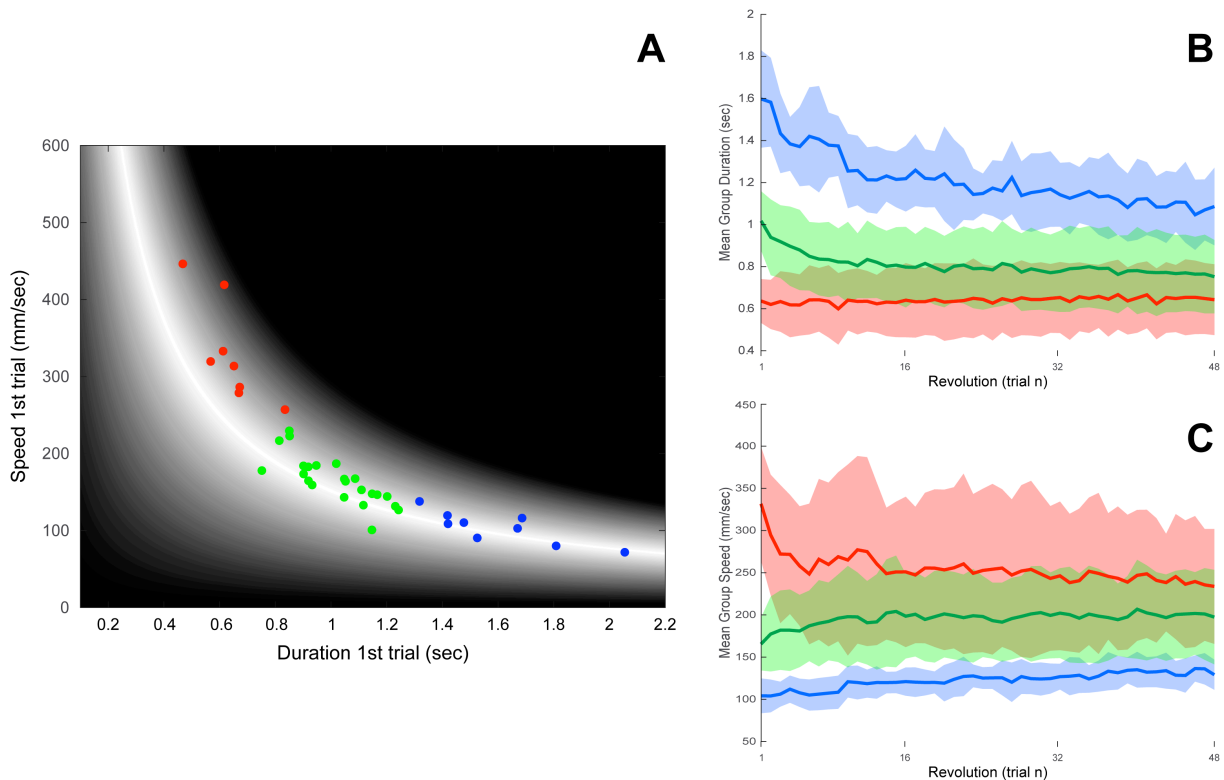 A
600
500
400
300
200
100
0
Speed 1st trial (mm/sec)
0.2 0.4 0.6 0.8 1 1.2 1.4 1.6 1.8 2 2.2
Duration 1st trial (sec)
B
2
1.8
1.6
1.4
1.2
1
0.8
0.6
0.4
Mean Group Duration (sec)
1 16 32 48
Revolution (trial n)
C
450
400
350
300
250
200
150
100
50
Mean Group Speed (mm/sec)
1 16 32 48
Revolution (trial n)